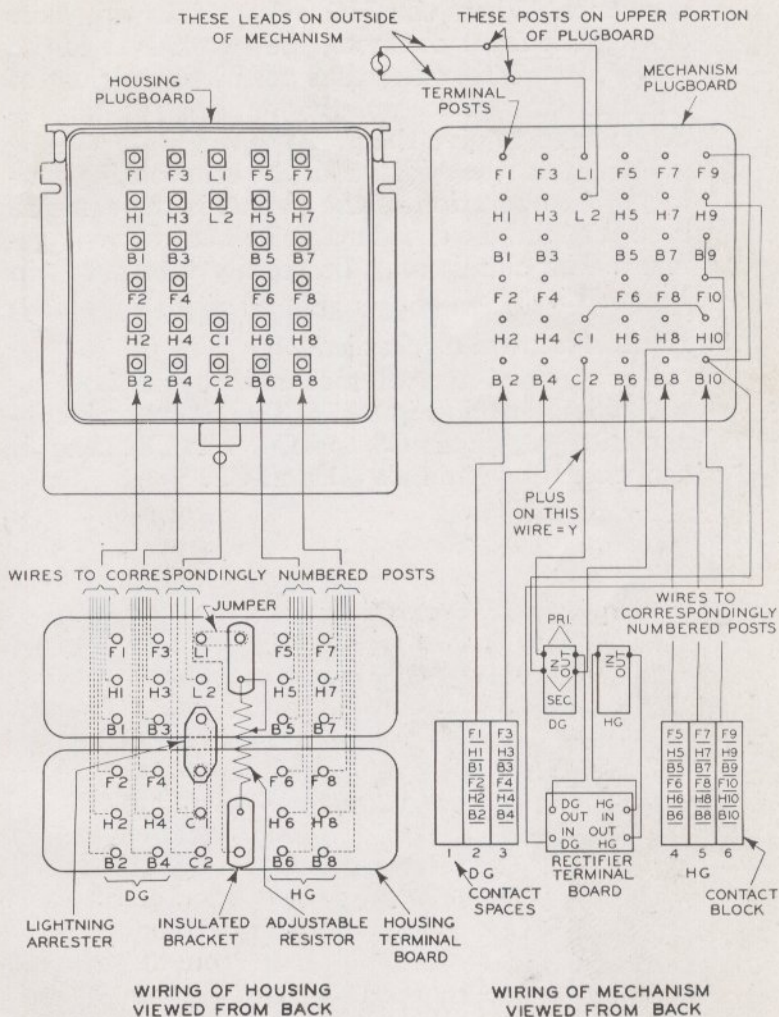 THESE LEADS ON OUTSIDE
OF MECHANISM
THESE POSTS ON UPPER PORTION
OF PLUGBOARD
HOUSING
PLUGBOARD
TERMINAL
POSTS
MECHANISM
PLUGBOARD
F1 F3 L1 F5 F7
H1 H3 L2 H5 H7
B1 B3 B5 B7
F2 F4 F6 F8
H2 H4 C1 H6 H8
B2 B4 C2 B6 B8
F1 F3 L1 F5 F7 F9
H1 H3 L2 H5 H7 H9
B1 B3 B5 B7 B9
F2 F4 F6 F8 F10
H2 H4 C1 H6 H8 H10
B2 B4 C2 B6 B8 B10
PLUS
ON THIS
WIRE = Y
WIRES TO CORRESPONDINGLY NUMBERED POSTS
JUMPER
F1 F3 L1 F5 F7
H1 H3 L2 H5 H7
B1 B3 B5 B7
F2 F4 F6 F8
H2 H4 C1 H6 H8
B2 B4 C2 B6 B8
DG HG
LIGHTNING
ARRESTER
INSULATED
BRACKET
ADJUSTABLE
RESISTOR
HOUSING
TERMINAL
BOARD
WIRES TO
CORRESPONDINGLY
NUMBERED POSTS
PRI.
IN
OUT
SEC.
DG
IN
OUT
HG
F1 F3
H1 H3
B1 B3
F2 F4
H2 H4
B2 B4
1 2 3
DG
CONTACT
SPACES
DG HG
OUT IN
IN OUT
DG HG
RECTIFIER
TERMINAL
BOARD
F5 F7 F9
H5 H7 H9
B5 B7 B9
F6 F8 F10
H6 H8 H10
B6 B8 B10
4 5 6
HG
CONTACT
BLOCK
WIRING OF HOUSING
VIEWED FROM BACK
WIRING OF MECHANISM
VIEWED FROM BACK